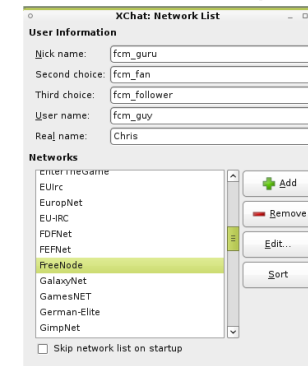 XChat: Network List
User Information
Nick name: fcm_guru
Second choice: fcm_fan
Third choice: fcm_follower
User name: fcm_guy
Real name: Chris
Networks
EnterTheGame
EUIrc
EuropNet
EU-IRC
FDFNet
FEFNet
FreeNode
GalaxyNet
GamesNET
German-Elite
GimpNet
Add
Remove
Edit...
Sort
Skip network list on startup